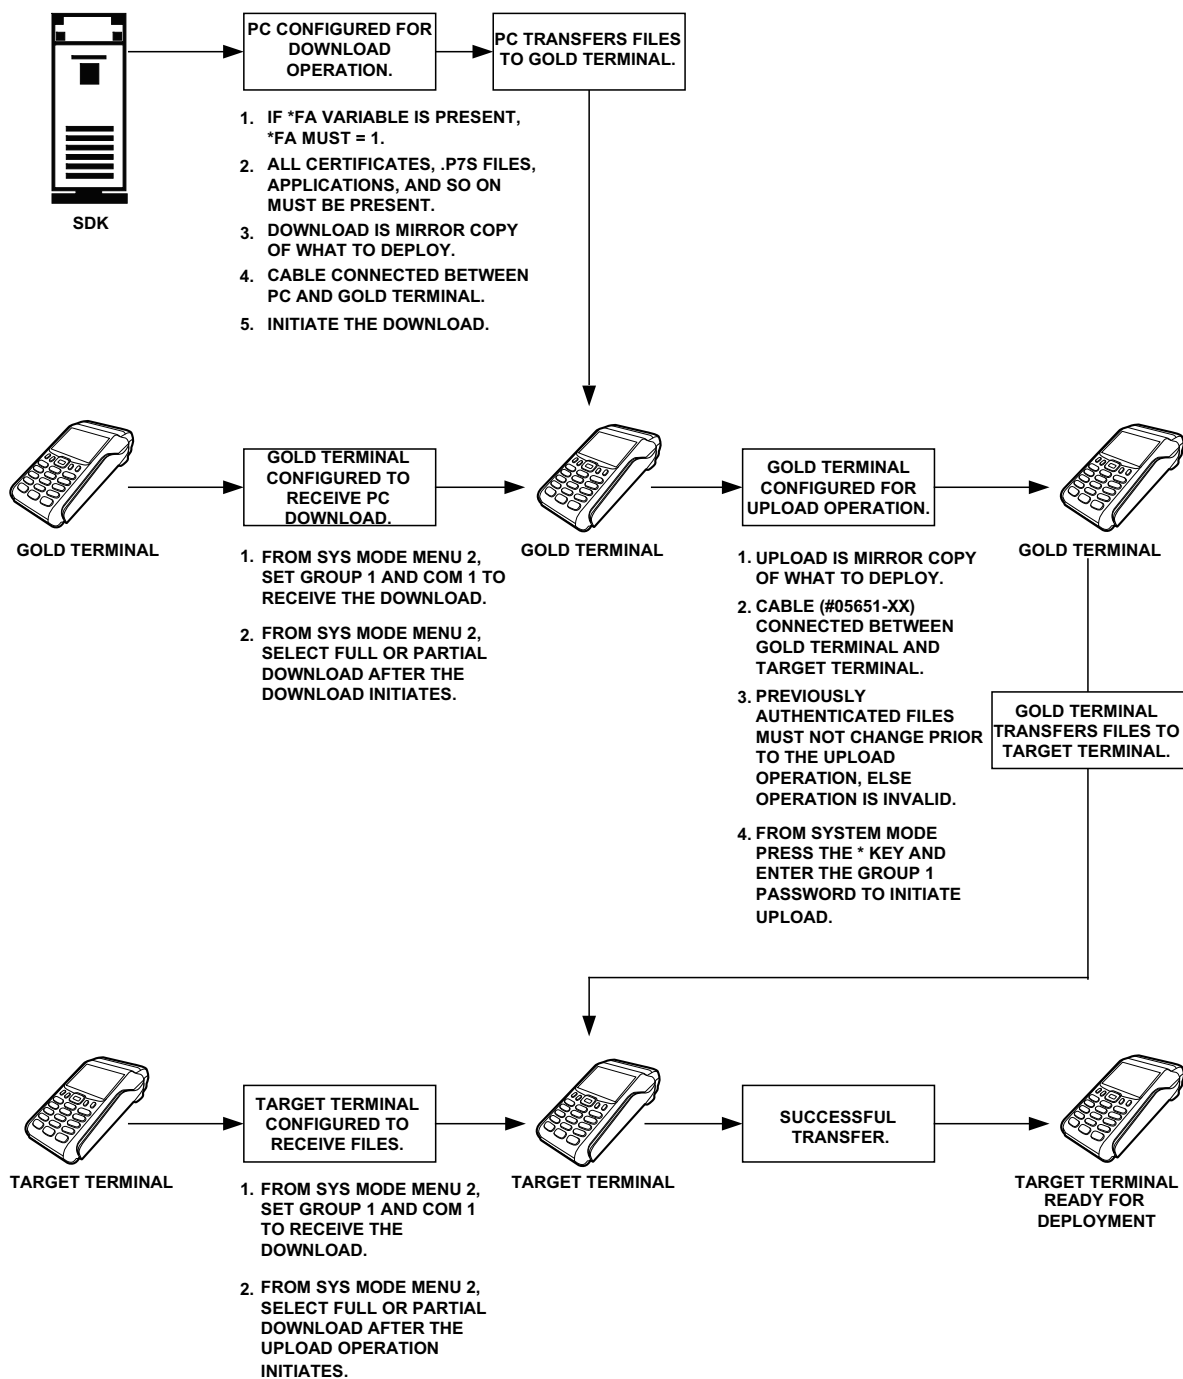 PC CONFIGURED FOR
DOWNLOAD
OPERATION.
PC TRANSFERS FILES
TO GOLD TERMINAL.
SDK
1. IF *FA VARIABLE IS PRESENT,
*FA MUST = 1.
2. ALL CERTIFICATES, .P7S FILES,
APPLICATIONS, AND SO ON
MUST BE PRESENT.
3. DOWNLOAD IS MIRROR COPY
OF WHAT TO DEPLOY.
4. CABLE CONNECTED BETWEEN
PC AND GOLD TERMINAL.
5. INITIATE THE DOWNLOAD.
GOLD TERMINAL
GOLD TERMINAL
CONFIGURED TO
RECEIVE PC
DOWNLOAD.
1. FROM SYS MODE MENU 2,
SET GROUP 1 AND COM 1 TO
RECEIVE THE DOWNLOAD.
2. FROM SYS MODE MENU 2,
SELECT FULL OR PARTIAL
DOWNLOAD AFTER THE
DOWNLOAD INITIATES.
GOLD TERMINAL
GOLD TERMINAL
CONFIGURED FOR
UPLOAD OPERATION.
1. UPLOAD IS MIRROR COPY
OF WHAT TO DEPLOY.
2. CABLE (#05651-XX)
CONNECTED BETWEEN
GOLD TERMINAL AND
TARGET TERMINAL.
3. PREVIOUSLY
AUTHENTICATED FILES
MUST NOT CHANGE PRIOR
TO THE UPLOAD
OPERATION, ELSE
OPERATION IS INVALID.
4. FROM SYSTEM MODE
PRESS THE * KEY AND
ENTER THE GROUP 1
PASSWORD TO INITIATE
UPLOAD.
GOLD TERMINAL
GOLD TERMINAL
TRANSFERS FILES TO
TARGET TERMINAL.
TARGET TERMINAL
TARGET TERMINAL
CONFIGURED TO
RECEIVE FILES.
1. FROM SYS MODE MENU 2,
SET GROUP 1 AND COM 1
TO RECEIVE THE
DOWNLOAD.
2. FROM SYS MODE MENU 2,
SELECT FULL OR PARTIAL
DOWNLOAD AFTER THE
UPLOAD OPERATION
INITIATES.
TARGET TERMINAL
SUCCESSFUL
TRANSFER.
TARGET TERMINAL
READY FOR
DEPLOYMENT